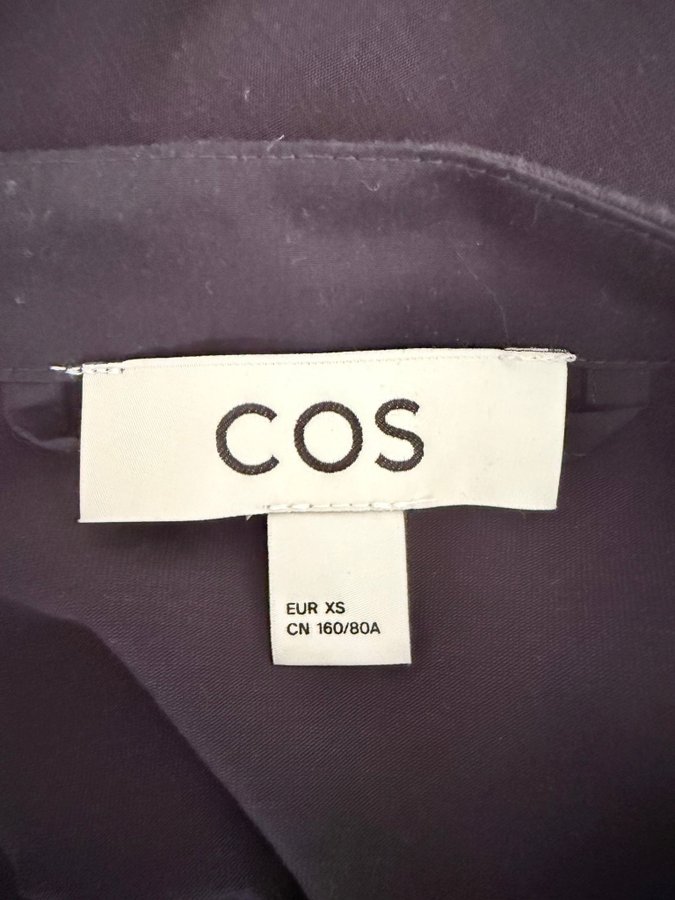 COS
EUR XS
CN 160/80A